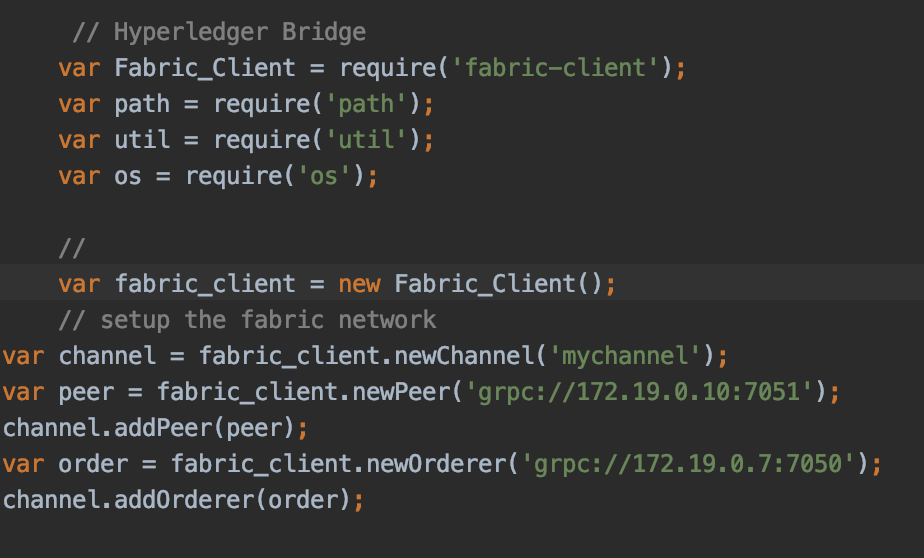 // Hyperledger Bridge
var Fabric_Client = require('fabric-client');
var path = require('path');
var util = require('util');
var os = require('os');
//
var fabric_client = new Fabric_Client();
// setup the fabric network
var channel = fabric_client.newChannel('mychannel');
var peer = fabric_client.newPeer('grpc://172.19.0.10:7051');
channel.addPeer(peer);
var order = fabric_client.newOrderer('grpc://172.19.0.7:7050');
channel.addOrderer(order);